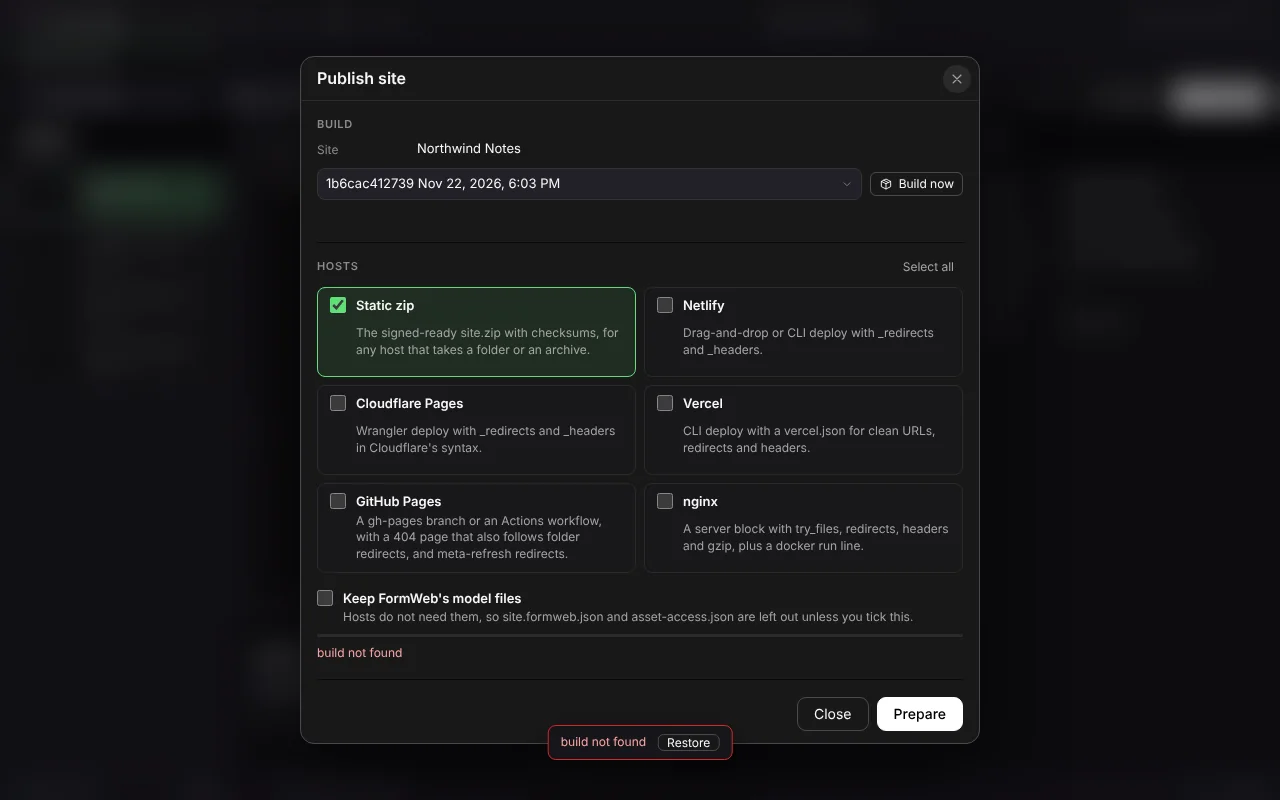 Publish site
BUILD
Site
Northwind Notes
1b6cac412739 Nov 22, 2026, 6:03 PM
Build now
HOSTS
Select all
Static zip
The signed-ready site.zip with checksums, for
any host that takes a folder or an archive.
Netlify
Drag-and-drop or CLI deploy with _redirects
and _headers.
Cloudflare Pages
Wrangler deploy with _redirects and _headers
in Cloudflare's syntax.
Vercel
CLI deploy with a vercel.json for clean URLs,
redirects and headers.
GitHub Pages
A gh-pages branch or an Actions workflow,
with a 404 page that also follows folder
redirects, and meta-refresh redirects.
nginx
A server block with try_files, redirects, headers
and gzip, plus a docker run line.
Keep FormWeb's model files
Hosts do not need them, so site.formweb.json and asset-access.json are left out unless you tick this.
build not found
Close
Prepare
build not found
Restore